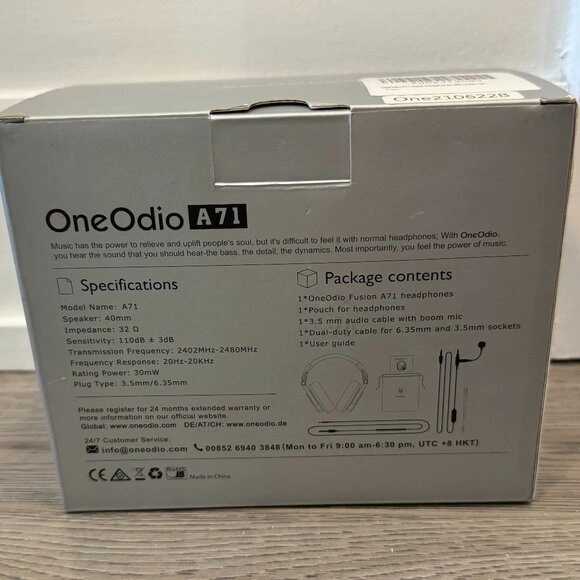 One210622B
OneOdio A71
Music has the power to relieve and uplift people's soul, but it's difficult to feel it with normal headphones; With OneOdio,
you hear the sound that you should hear-the bass, the detail, the dynamics. Most importantly, you feel the power of music.
Specifications
Model Name: A71
Speaker: 40mm
Impedance: 32 Ω
Sensitivity: 110dB ± 3dB
Transmission Frequency: 2402MHz-2480MHz
Frequency Response: 20Hz-20KHz
Rating Power: 30mW
Plug Type: 3.5mm/6.35mm
Package contents
1*OneOdio Fusion A71 headphones
1*Pouch for headphones
1*3.5 mm audio cable with boom mic
1*Dual-duty cable for 6.35mm and 3.5mm sockets
1*User guide
Please register for 24 months extended warranty or
more information on our official website.
Global: www.oneodio.com DE/AT/CH: www.oneodio.de
24/7 Customer Service:
info@oneodio.com 00852 6940 3848 (Mon to Fri 9:00 am-6:30 pm, UTC +8 HKT)
CE RoHS Made in China